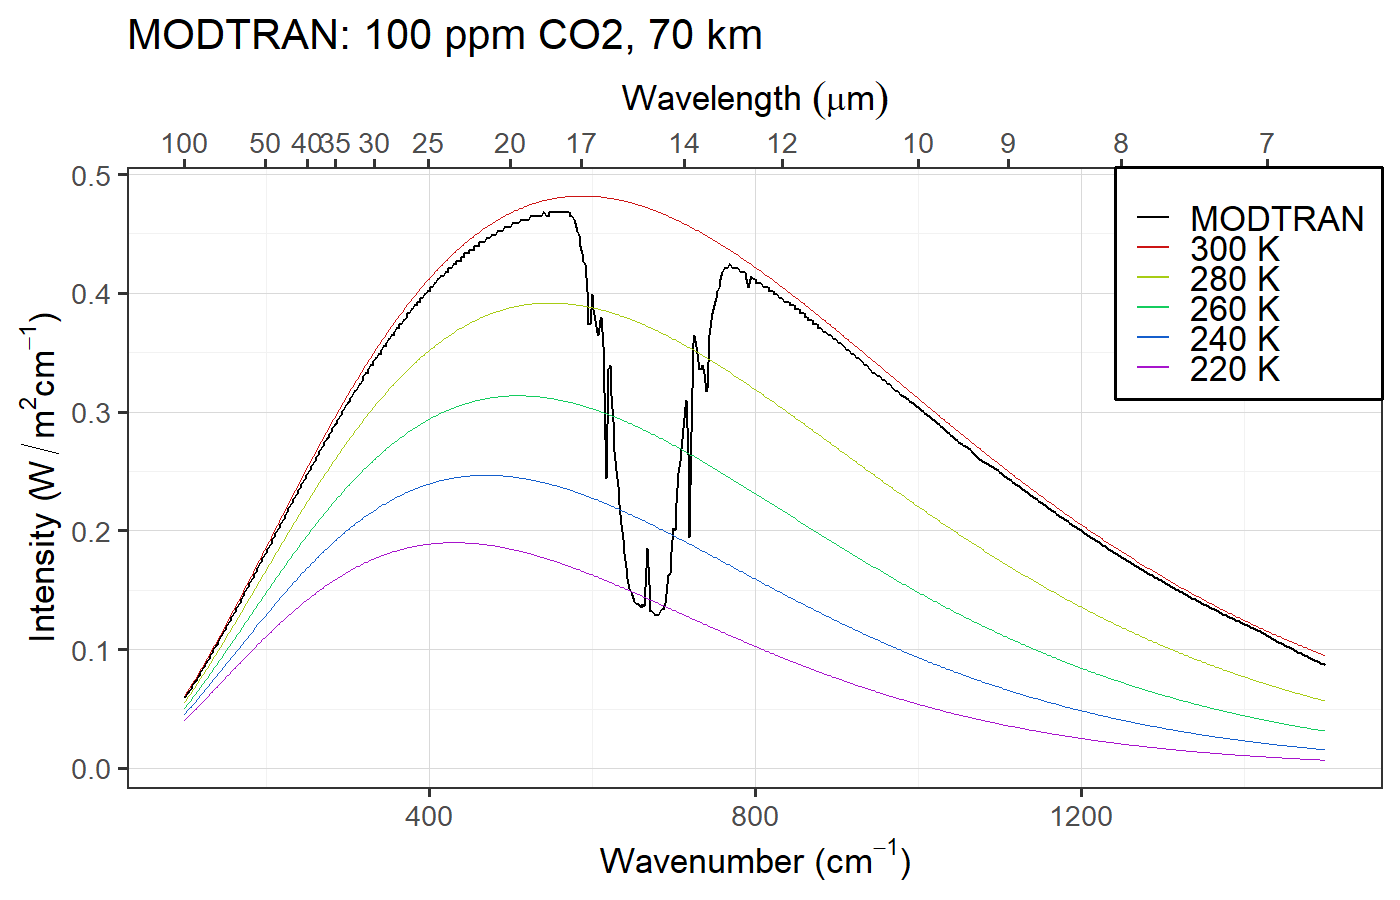 MODTRAN: 100 ppm CO2, 70 km
Wavelength (μm)
100 50 40 35 30 25 20 17 14 12 10 9 8 7
0.5
0.4
0.3
0.2
0.1
0.0
Intensity (W / m²cm⁻¹)
MODTRAN
300 K
280 K
260 K
240 K
220 K
400 800 1200
Wavenumber (cm⁻¹)